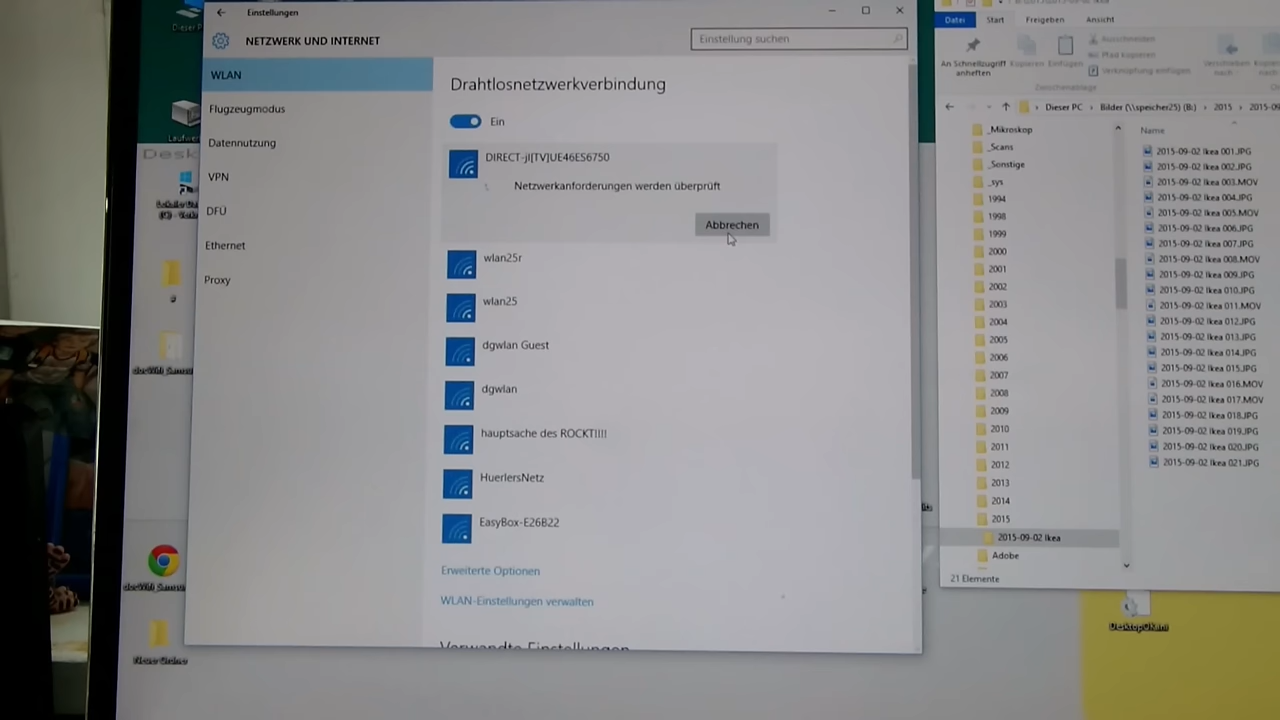 Einstellungen
NETZWERK UND INTERNET
Einstellung suchen
WLAN
Flugzeugmodus
Datennutzung
VPN
DFÜ
Ethernet
Proxy
Drahtlosnetzwerkverbindung
Ein
DIRECT-jI[TV]UE46ES6750
Netzwerkanforderungen werden überprüft
Abbrechen
wlan25r
wlan25
dgwlan Guest
dgwlan
hauptsache des ROCKT!!!!
HuerlersNetz
EasyBox-E26B22
Erweiterte Optionen
WLAN-Einstellungen verwalten
Verwandte Einstellungen
Datei Start Freigeben Ansicht
An Schnellzugriff anheften
Kopieren Einfügen
Ausschneiden
Pfad kopieren
Verknüpfung einfügen
Verschieben nach
Zwischenablage
Dieser PC Bilder (\\speicher25) (B:) 2015 2015-09
_Mikroskop
_Scans
_Sonstige
_sys
1994
1998
1999
2000
2001
2002
2003
2004
2005
2006
2007
2008
2009
2010
2011
2012
2013
2014
2015
2015-09-02 Ikea
Adobe
21 Elemente
Name
2015-09-02 Ikea 001.JPG
2015-09-02 Ikea 002.JPG
2015-09-02 Ikea 003.MOV
2015-09-02 Ikea 004.JPG
2015-09-02 Ikea 005.MOV
2015-09-02 Ikea 006.JPG
2015-09-02 Ikea 007.JPG
2015-09-02 Ikea 008.MOV
2015-09-02 Ikea 009.JPG
2015-09-02 Ikea 010.JPG
2015-09-02 Ikea 011.MOV
2015-09-02 Ikea 012.JPG
2015-09-02 Ikea 013.JPG
2015-09-02 Ikea 014.JPG
2015-09-02 Ikea 015.JPG
2015-09-02 Ikea 016.MOV
2015-09-02 Ikea 017.MOV
2015-09-02 Ikea 018.JPG
2015-09-02 Ikea 019.JPG
2015-09-02 Ikea 020.JPG
2015-09-02 Ikea 021.JPG
Dieser P
Laufwer
Desk
Neuer Ordner